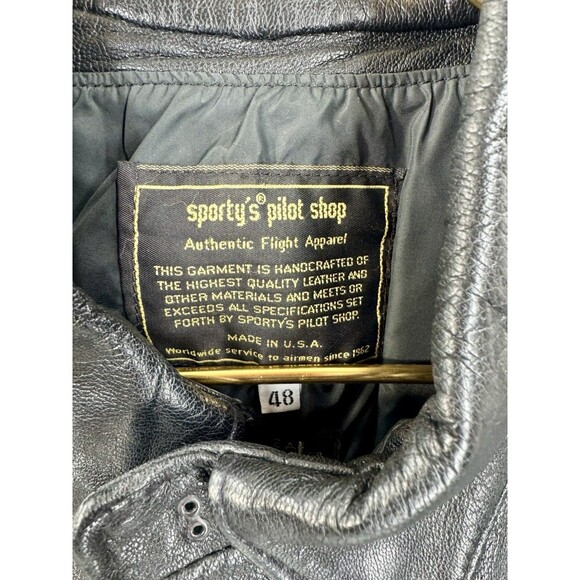 sporty's® pilot shop
Authentic Flight Apparel
THIS GARMENT IS HANDCRAFTED OF
THE HIGHEST QUALITY LEATHER AND
OTHER MATERIALS AND MEETS OR
EXCEEDS ALL SPECIFICATIONS SET
FORTH BY SPORTY'S PILOT SHOP.
MADE IN U.S.A.
Worldwide service to airmen since 1962
48